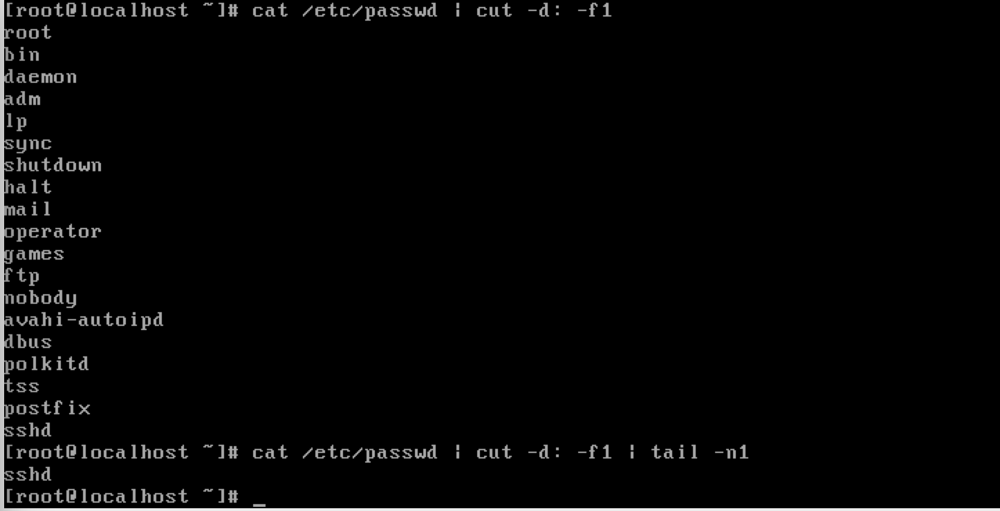 [root@localhost ~]# cat /etc/passwd | cut -d: -f1
root
bin
daemon
adm
lp
sync
shutdown
halt
mail
operator
games
ftp
nobody
avahi-autoipd
dbus
polkitd
tss
postfix
sshd
[root@localhost ~]# cat /etc/passwd | cut -d: -f1 | tail -n1
sshd
[root@localhost ~]# _